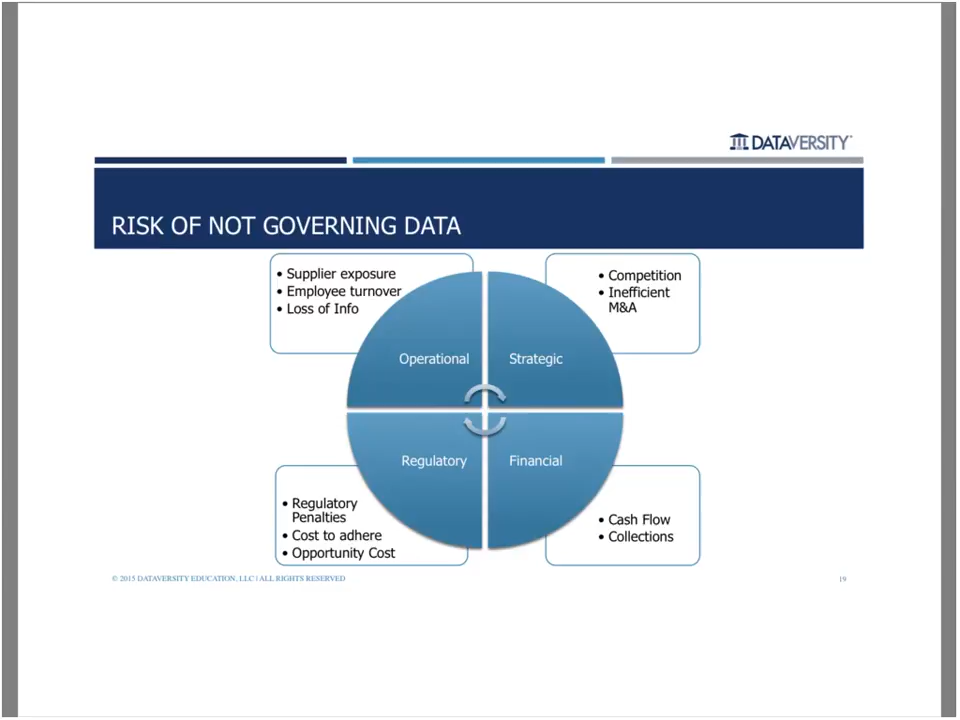 DATAVERSITY
RISK OF NOT GOVERNING DATA
• Supplier exposure
• Employee turnover
• Loss of Info
• Competition
• Inefficient
M&A
Operational
Strategic
Regulatory
Financial
• Regulatory
Penalties
• Cost to adhere
• Opportunity Cost
• Cash Flow
• Collections
© 2015 DATAVERSITY EDUCATION, LLC | ALL RIGHTS RESERVED
19